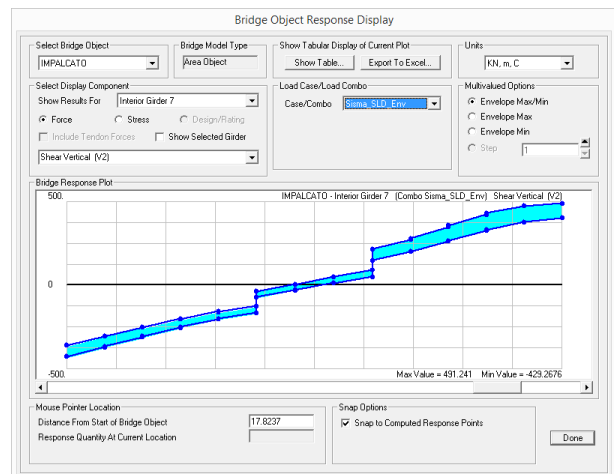 Bridge Object Response Display
Select Bridge Object
IMPALCATO
Bridge Model Type
Area Object
Show Tabular Display of Current Plot
Show Table...
Export To Excel...
Units
KN, m, C
Select Display Component
Show Results For
Interior Girder 7
Force
Stress
Design/Rating
Include Tendon Forces
Show Selected Girder
Shear Vertical (V2)
Load Case/Load Combo
Case/Combo
Sisma_SLD_Env
Multivalued Options
Envelope Max/Min
Envelope Max
Envelope Min
Step
1
Bridge Response Plot
500.
IMPALCATO - Interior Girder 7 (Combo Sisma_SLD_Env) Shear Vertical (V2)
0
-500.
Max Value = 491.241 Min Value = -429.2676
Mouse Pointer Location
Distance From Start of Bridge Object
17.8237
Response Quantity At Current Location
Snap Options
Snap to Computed Response Points
Done